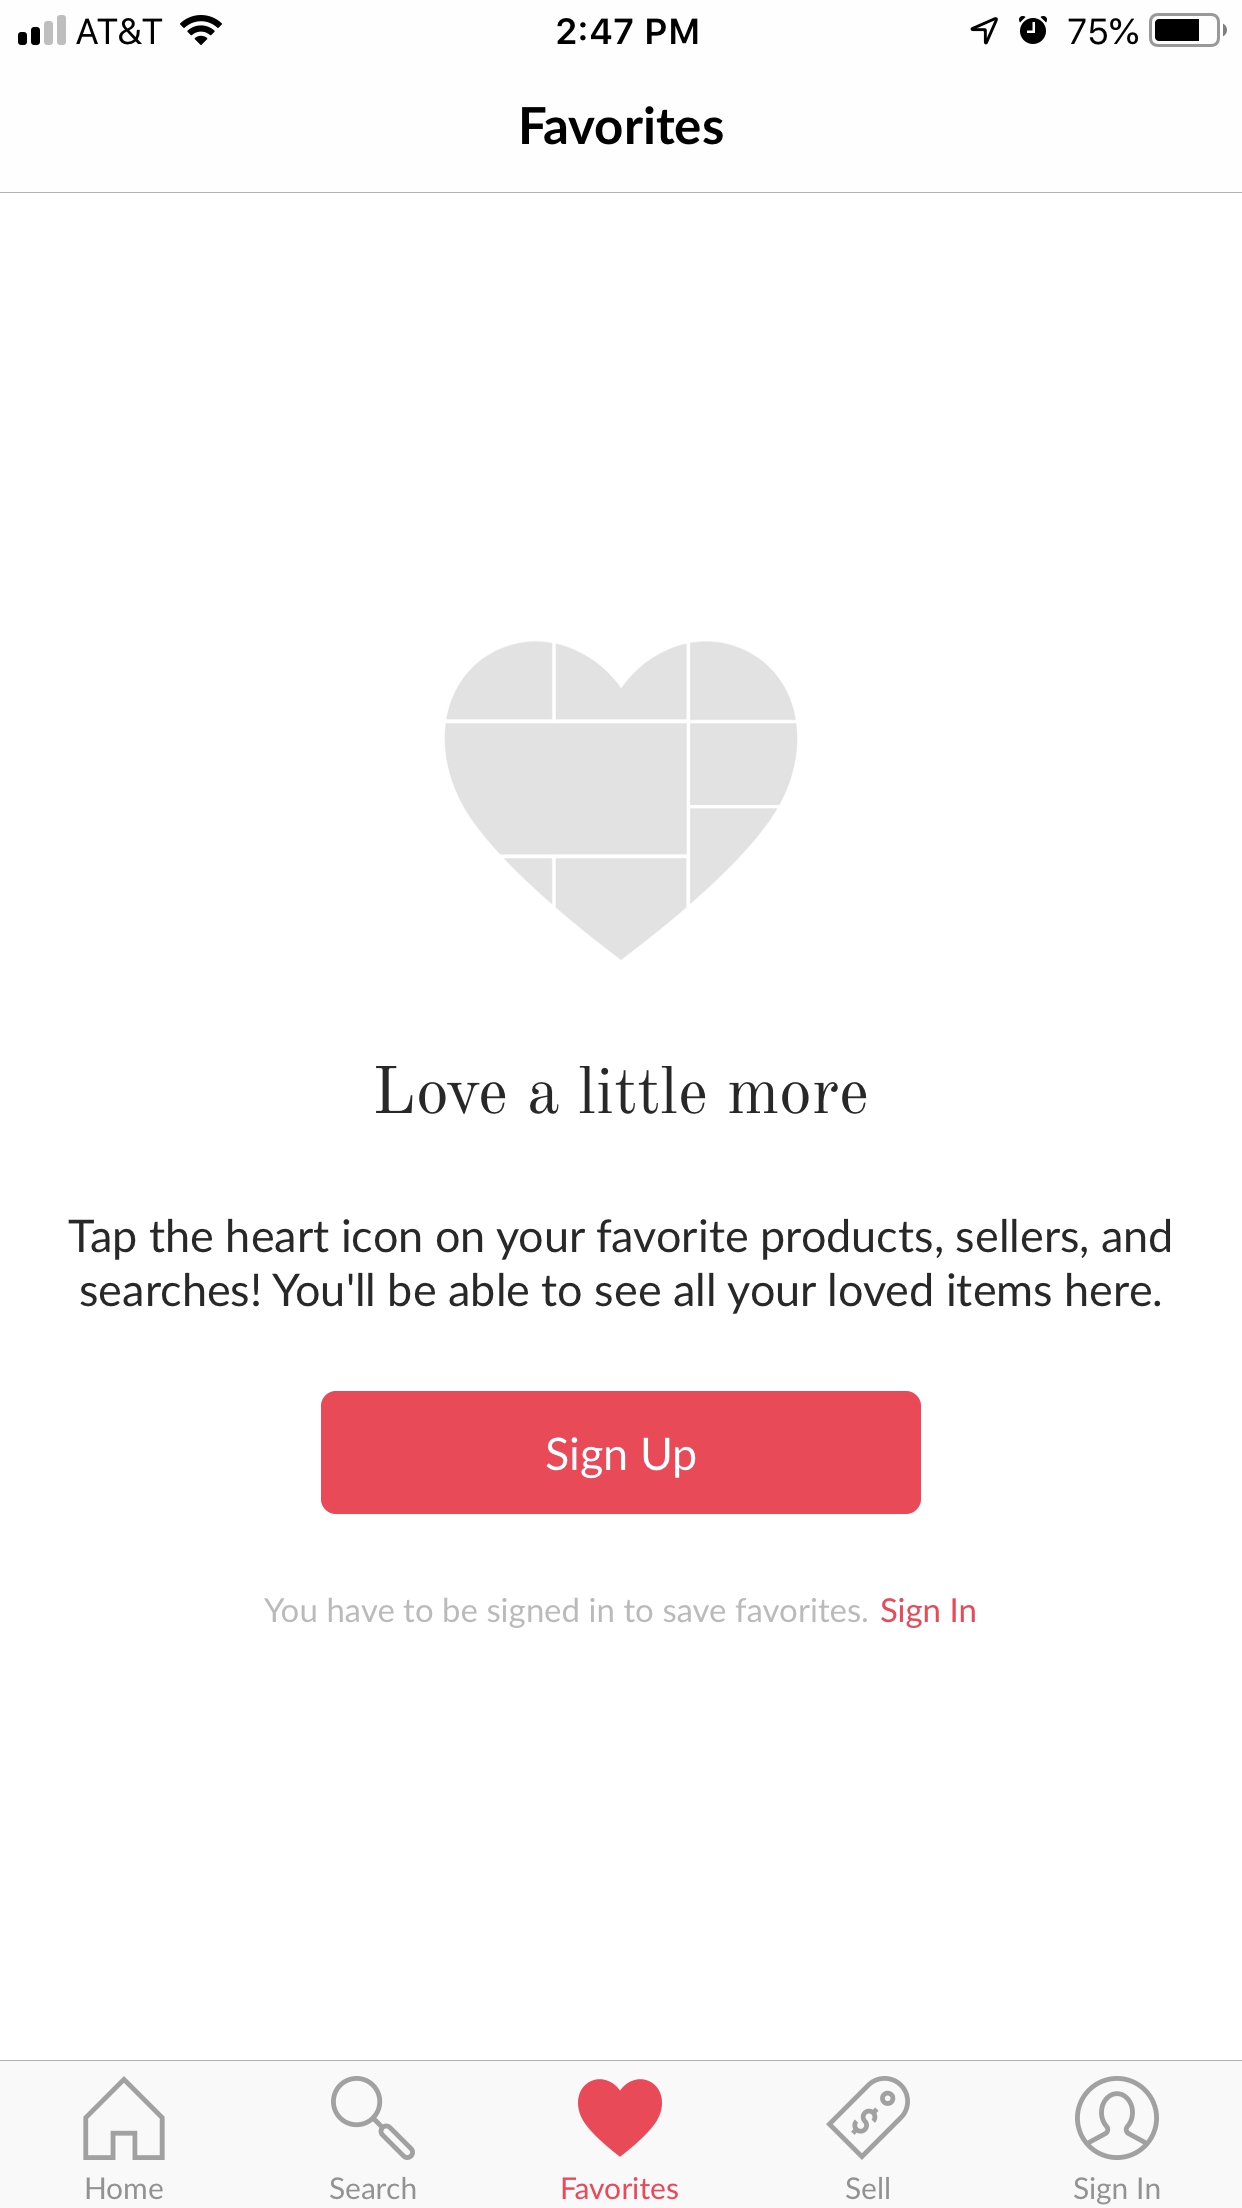 AT&T 2:47 PM 75%
Favorites
Love a little more
Tap the heart icon on your favorite products, sellers, and
searches! You'll be able to see all your loved items here.
Sign Up
You have to be signed in to save favorites. Sign In
Home Search Favorites Sell Sign In